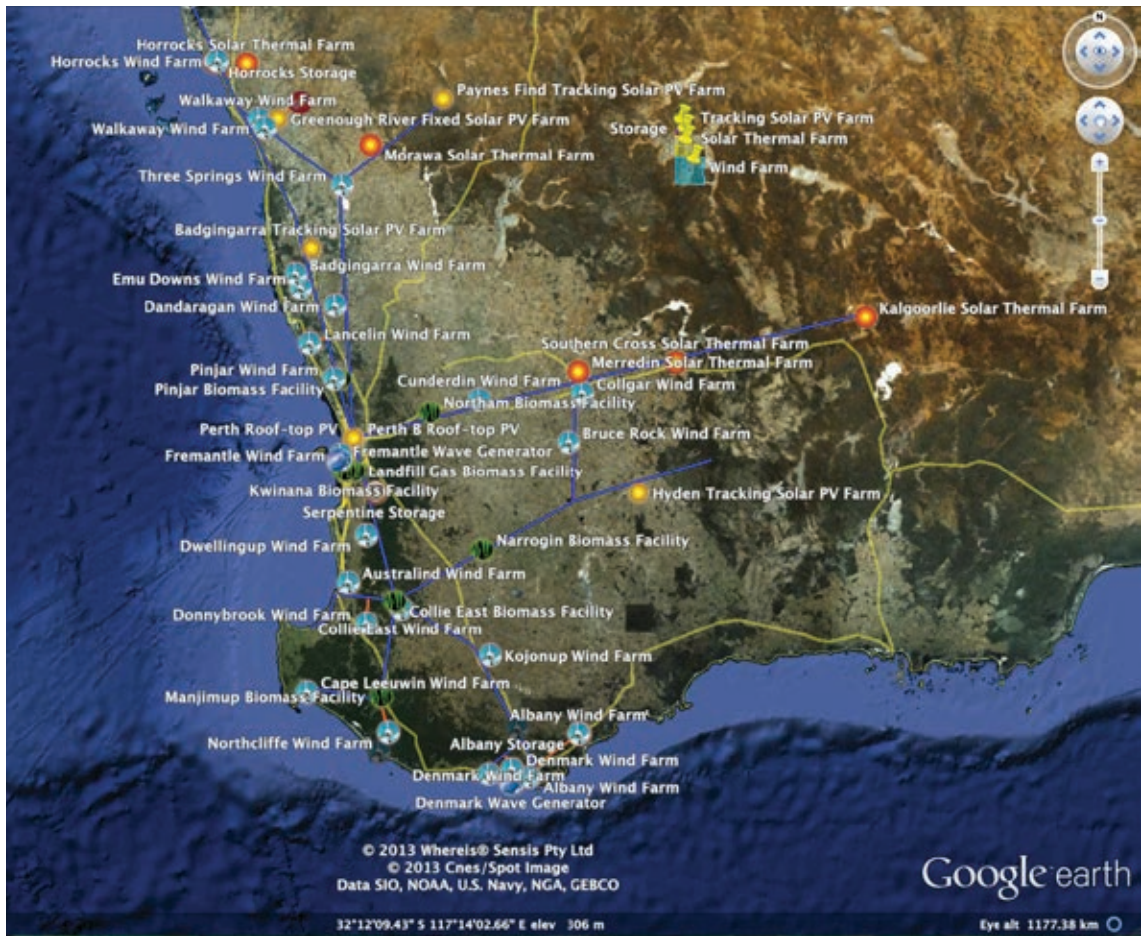 N
Horrocks Solar Thermal Farm
Horrocks Wind Farm
Horrocks Storage
Paynes Find Tracking Solar PV Farm
Walkaway Wind Farm
Greenough River Fixed Solar PV Farm
Walkaway Wind Farm
Tracking Solar PV Farm
Storage
Solar Thermal Farm
Wind Farm
Morawa Solar Thermal Farm
Three Springs Wind Farm
Badgingarra Tracking Solar PV Farm
Badgingarra Wind Farm
Emu Downs Wind Farm
Dandaragan Wind Farm
Kalgoorlie Solar Thermal Farm
Lancelin Wind Farm
Southern Cross Solar Thermal Farm
Merredin Solar Thermal Farm
Pinjar Wind Farm
Cunderdin Wind Farm
Collgar Wind Farm
Pinjar Biomass Facility
Northam Biomass Facility
Perth Roof-top PV
Perth B Roof-top PV
Bruce Rock Wind Farm
Fremantle Wave Generator
Fremantle Wind Farm
Landfill Gas Biomass Facility
Kwinana Biomass Facility
Hyden Tracking Solar PV Farm
Serpentine Storage
Narrogin Biomass Facility
Dwellingup Wind Farm
Australind Wind Farm
Collie East Biomass Facility
Donnybrook Wind Farm
Collie East Wind Farm
Kojonup Wind Farm
Cape Leeuwin Wind Farm
Manjimup Biomass Facility
Albany Wind Farm
Northcliffe Wind Farm
Albany Storage
Denmark Wind Farm
Denmark Wind Farm
Albany Wind Farm
Denmark Wave Generator
© 2013 Whereis® Sensis Pty Ltd
© 2013 Cnes/Spot Image
Data SIO, NOAA, U.S. Navy, NGA, GEBCO
Google earth
32°12'09.43" S 117°14'02.66" E elev 306 m
Eye alt 1177.38 km